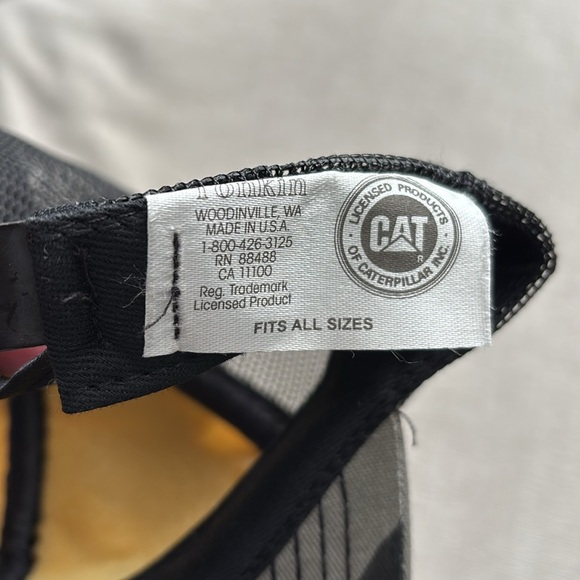 WOODINVILLE, WA
MADE IN U.S.A.
1-800-426-3125
RN 88488
CA 11100
Reg. Trademark
Licensed Product
FITS ALL SIZES
LICENSED PRODUCTS
CAT
®
OF CATERPILLAR INC.